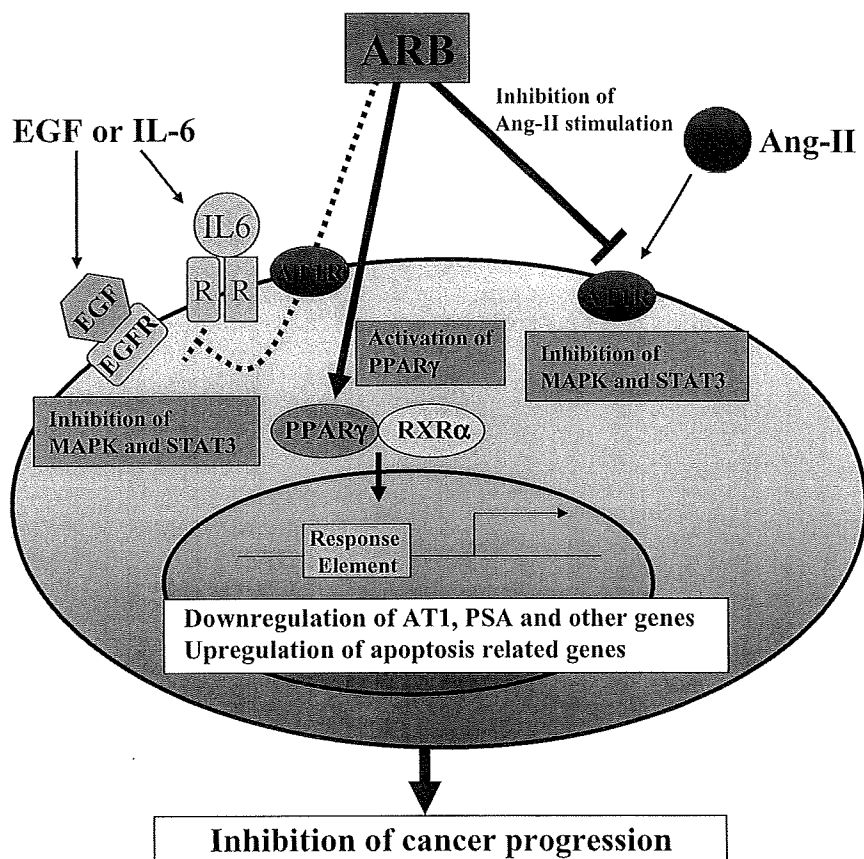 ARB
Inhibition of
Ang-II stimulation
EGF or IL-6
Ang-II
IL6
R R
AT1R
AT1R
EGF
EGFR
Activation of
PPARγ
Inhibition of
MAPK and STAT3
Inhibition of
MAPK and STAT3
PPARγ RXRα
Response
Element
Downregulation of AT1, PSA and other genes
Upregulation of apoptosis related genes
Inhibition of cancer progression